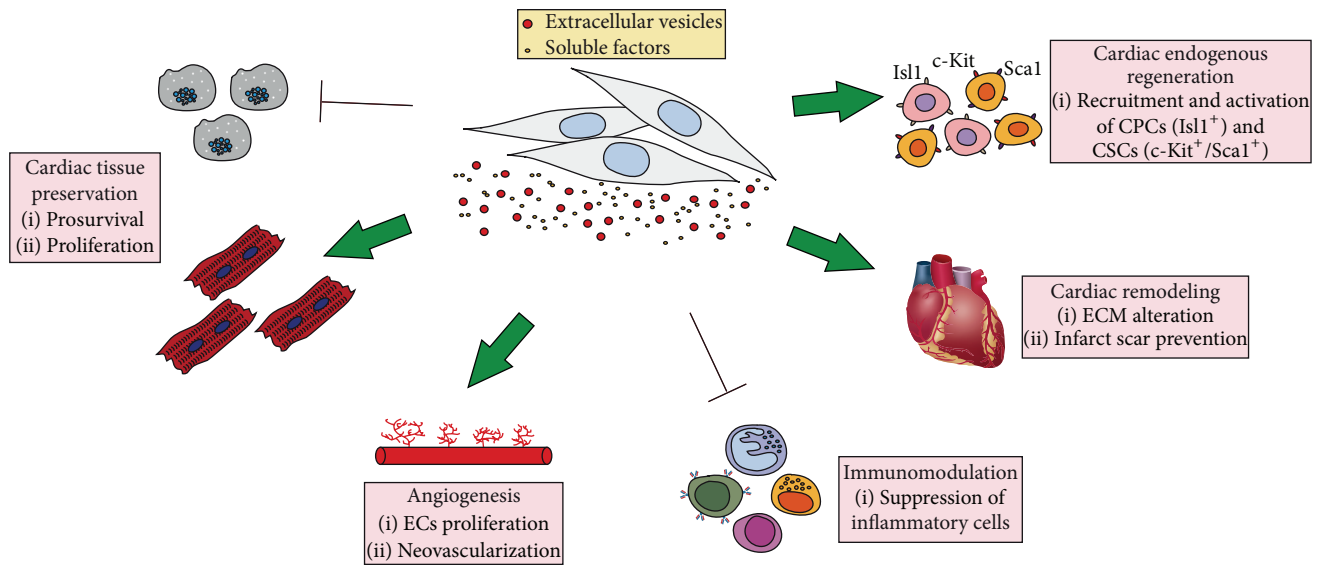 Extracellular vesicles
Soluble factors
Isl1
c-Kit
Sca1
Cardiac endogenous
regeneration
(i) Recruitment and activation
of CPCs (Isl1⁺) and
CSCs (c-Kit⁺/Sca1⁺)
Cardiac tissue
preservation
(i) Prosurvival
(ii) Proliferation
Cardiac remodeling
(i) ECM alteration
(ii) Infarct scar prevention
Angiogenesis
(i) ECs proliferation
(ii) Neovascularization
Immunomodulation
(i) Suppression of
inflammatory cells